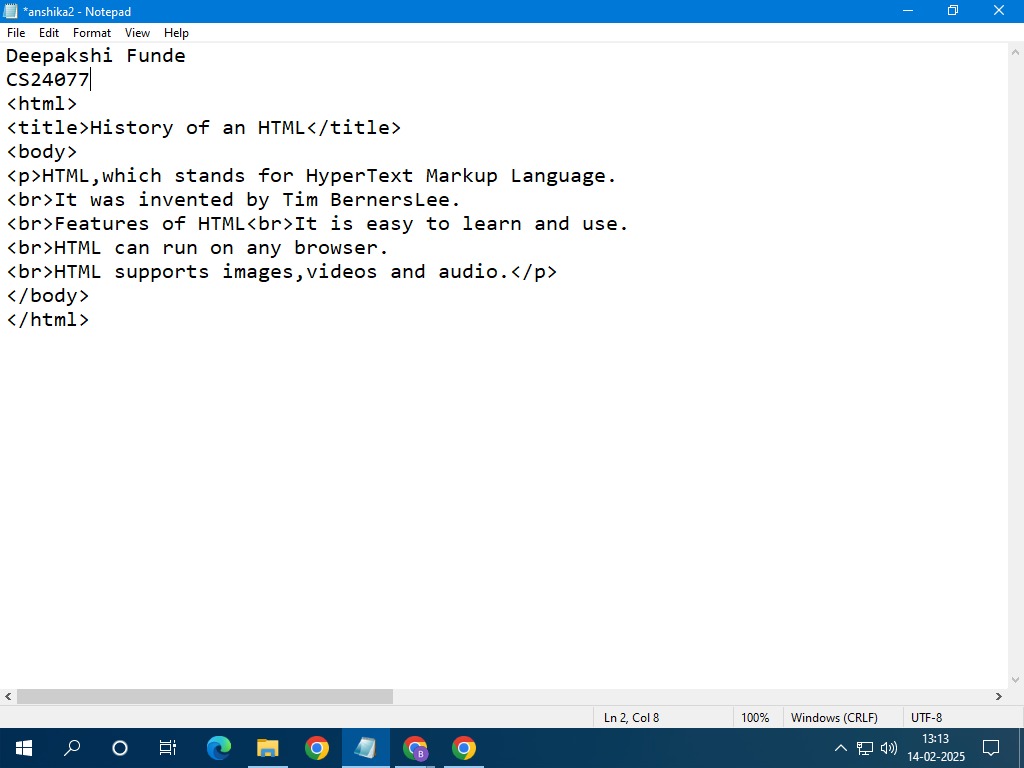 *anshika2 - Notepad
File Edit Format View Help
Deepakshi Funde
CS24077
<html>
<title>History of an HTML</title>
<body>
<p>HTML,which stands for HyperText Markup Language.
<br>It was invented by Tim BernersLee.
<br>Features of HTML<br>It is easy to learn and use.
<br>HTML can run on any browser.
<br>HTML supports images,videos and audio.</p>
</body>
</html>
Ln 2, Col 8 100% Windows (CRLF) UTF-8
B
13:13
14-02-2025